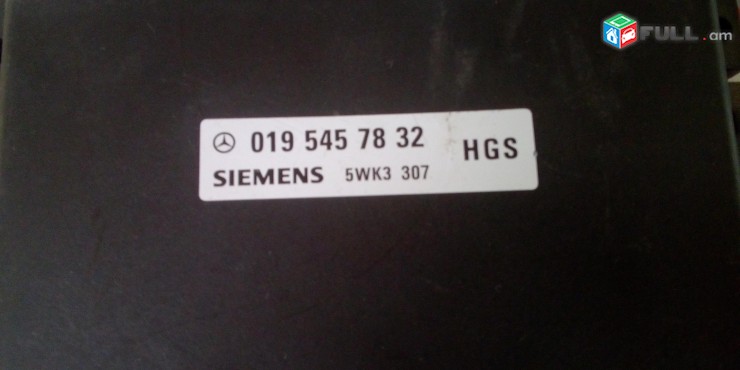 FULL.am
019 545 78 32 HGS
SIEMENS 5WK3 307